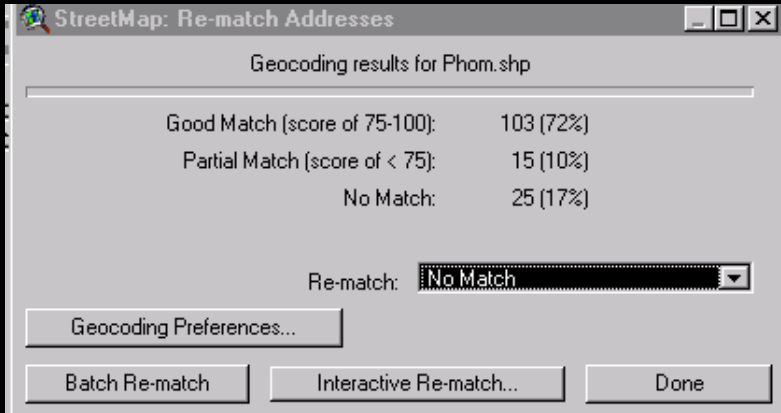 StreetMap: Re-match Addresses
Geocoding results for Phom.shp
Good Match (score of 75-100): 103 (72%)
Partial Match (score of < 75): 15 (10%)
No Match: 25 (17%)
Re-match: No Match
Geocoding Preferences...
Batch Re-match Interactive Re-match... Done